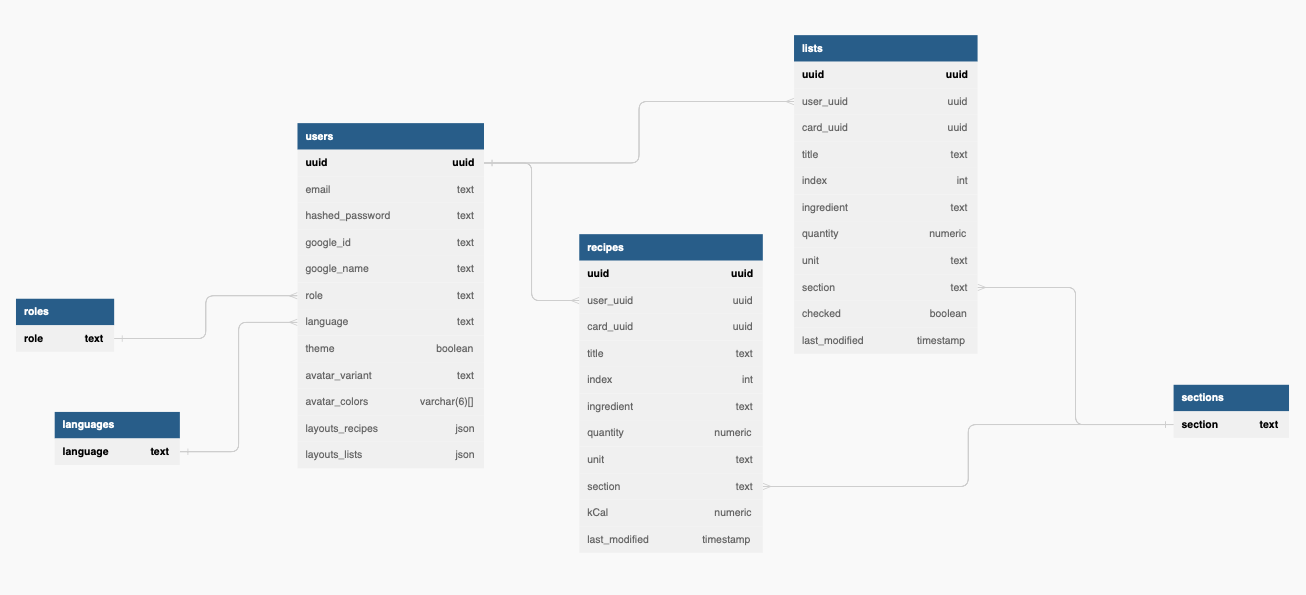 lists
uuid uuid
user_uuid uuid
card_uuid uuid
title text
index int
ingredient text
quantity numeric
unit text
section text
checked boolean
last_modified timestamp
users
uuid uuid
email text
hashed_password text
google_id text
google_name text
role text
language text
theme boolean
avatar_variant text
avatar_colors varchar(6)[]
layouts_recipes json
layouts_lists json
recipes
uuid uuid
user_uuid uuid
card_uuid uuid
title text
index int
ingredient text
quantity numeric
unit text
section text
kCal numeric
last_modified timestamp
roles
role text
languages
language text
sections
section text